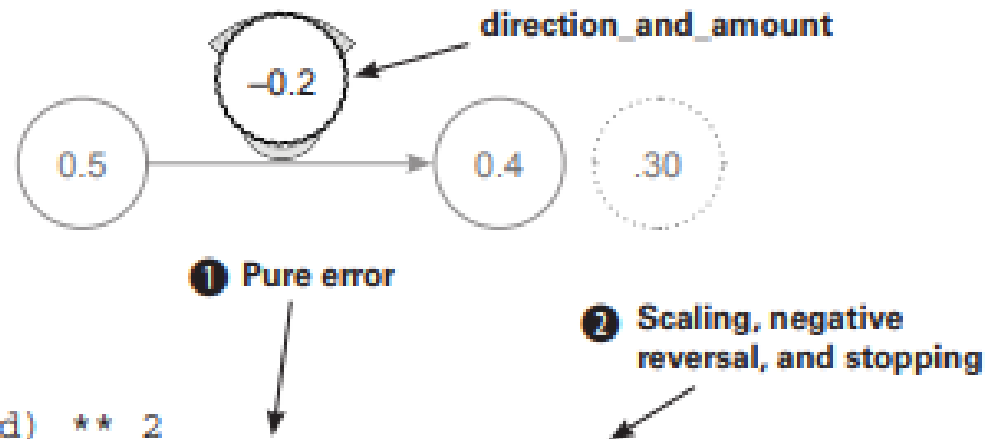 direction_and_amount
–0.2
0.5
0.4
.30
1 Pure error
2 Scaling, negative
reversal, and stopping
d) ** 2